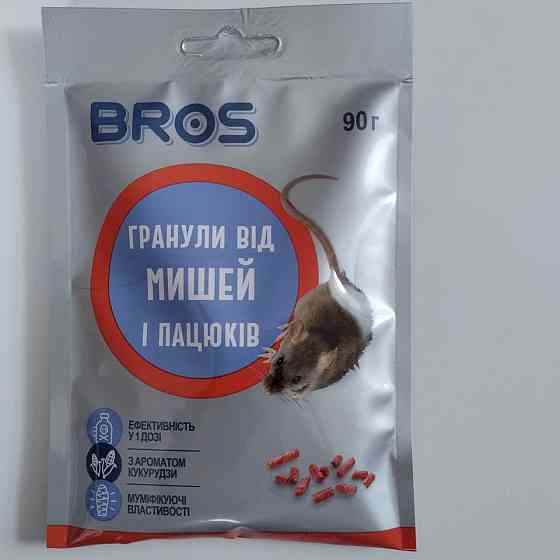 BROS
90 г
ГРАНУЛИ ВІД
МИШЕЙ
І ПАЦЮКІВ
ЕФЕКТИВНІСТЬ
У 1 ДОЗІ
З АРОМАТОМ
КУКУРУДЗИ
МУМІФІКУЮЧІ
ВЛАСТИВОСТІ